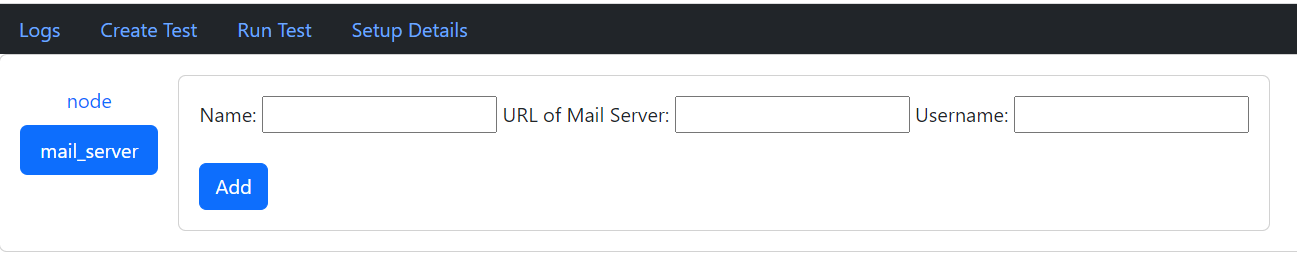 Logs Create Test Run Test Setup Details
node
mail_server
Name: URL of Mail Server: Username:
Add